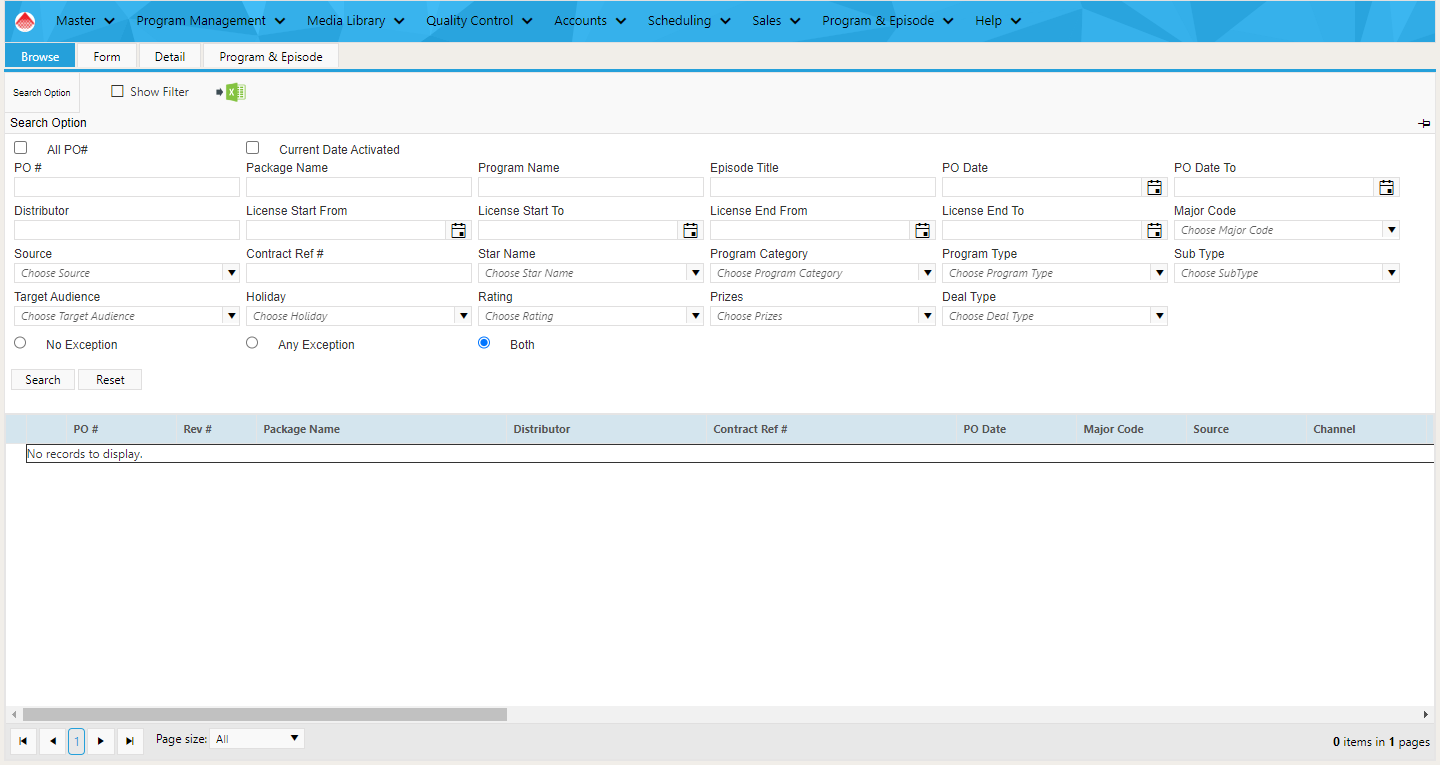 Master Program Management Media Library Quality Control Accounts Scheduling Sales Program & Episode Help
Browse Form Detail Program & Episode
Search Option Show Filter
Search Option
All PO# Current Date Activated
PO # Package Name Program Name Episode Title PO Date PO Date To
Distributor License Start From License Start To License End From License End To Major Code
Choose Major Code
Source Contract Ref # Star Name Program Category Program Type Sub Type
Choose Source Choose Star Name Choose Program Category Choose Program Type Choose SubType
Target Audience Holiday Rating Prizes Deal Type
Choose Target Audience Choose Holiday Choose Rating Choose Prizes Choose Deal Type
No Exception Any Exception Both
Search Reset
PO # Rev # Package Name Distributor Contract Ref # PO Date Major Code Source Channel
No records to display.
1 Page size: All 0 items in 1 pages